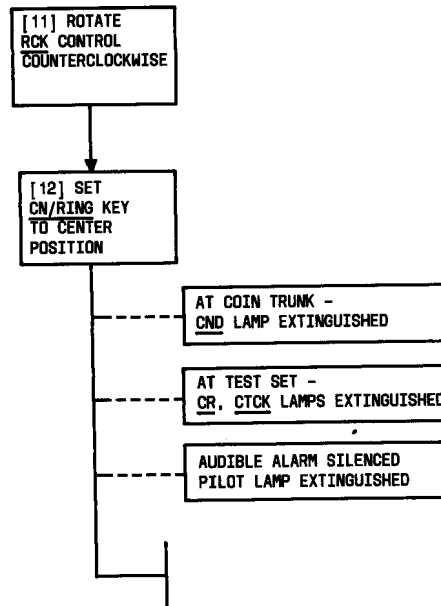 [11] ROTATE
RCK CONTROL
COUNTERCLOCKWISE
[12] SET
CN/RING KEY
TO CENTER
POSITION
AT COIN TRUNK -
CND LAMP EXTINGUISHED
AT TEST SET -
CR, CTCK LAMPS EXTINGUISHED
AUDIBLE ALARM SILENCED
PILOT LAMP EXTINGUISHED